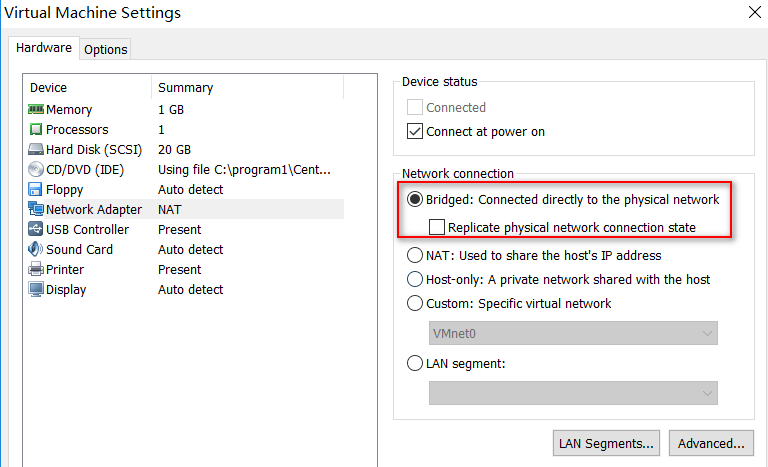 Virtual Machine Settings
Hardware
Options
Device Summary
Memory 1 GB
Processors 1
Hard Disk (SCSI) 20 GB
CD/DVD (IDE) Using file C:\program1\Cent...
Floppy Auto detect
Network Adapter NAT
USB Controller Present
Sound Card Auto detect
Printer Present
Display Auto detect
Device status
Connected
Connect at power on
Network connection
Bridged: Connected directly to the physical network
Replicate physical network connection state
NAT: Used to share the host's IP address
Host-only: A private network shared with the host
Custom: Specific virtual network
VMnet0
LAN segment:
LAN Segments... Advanced...